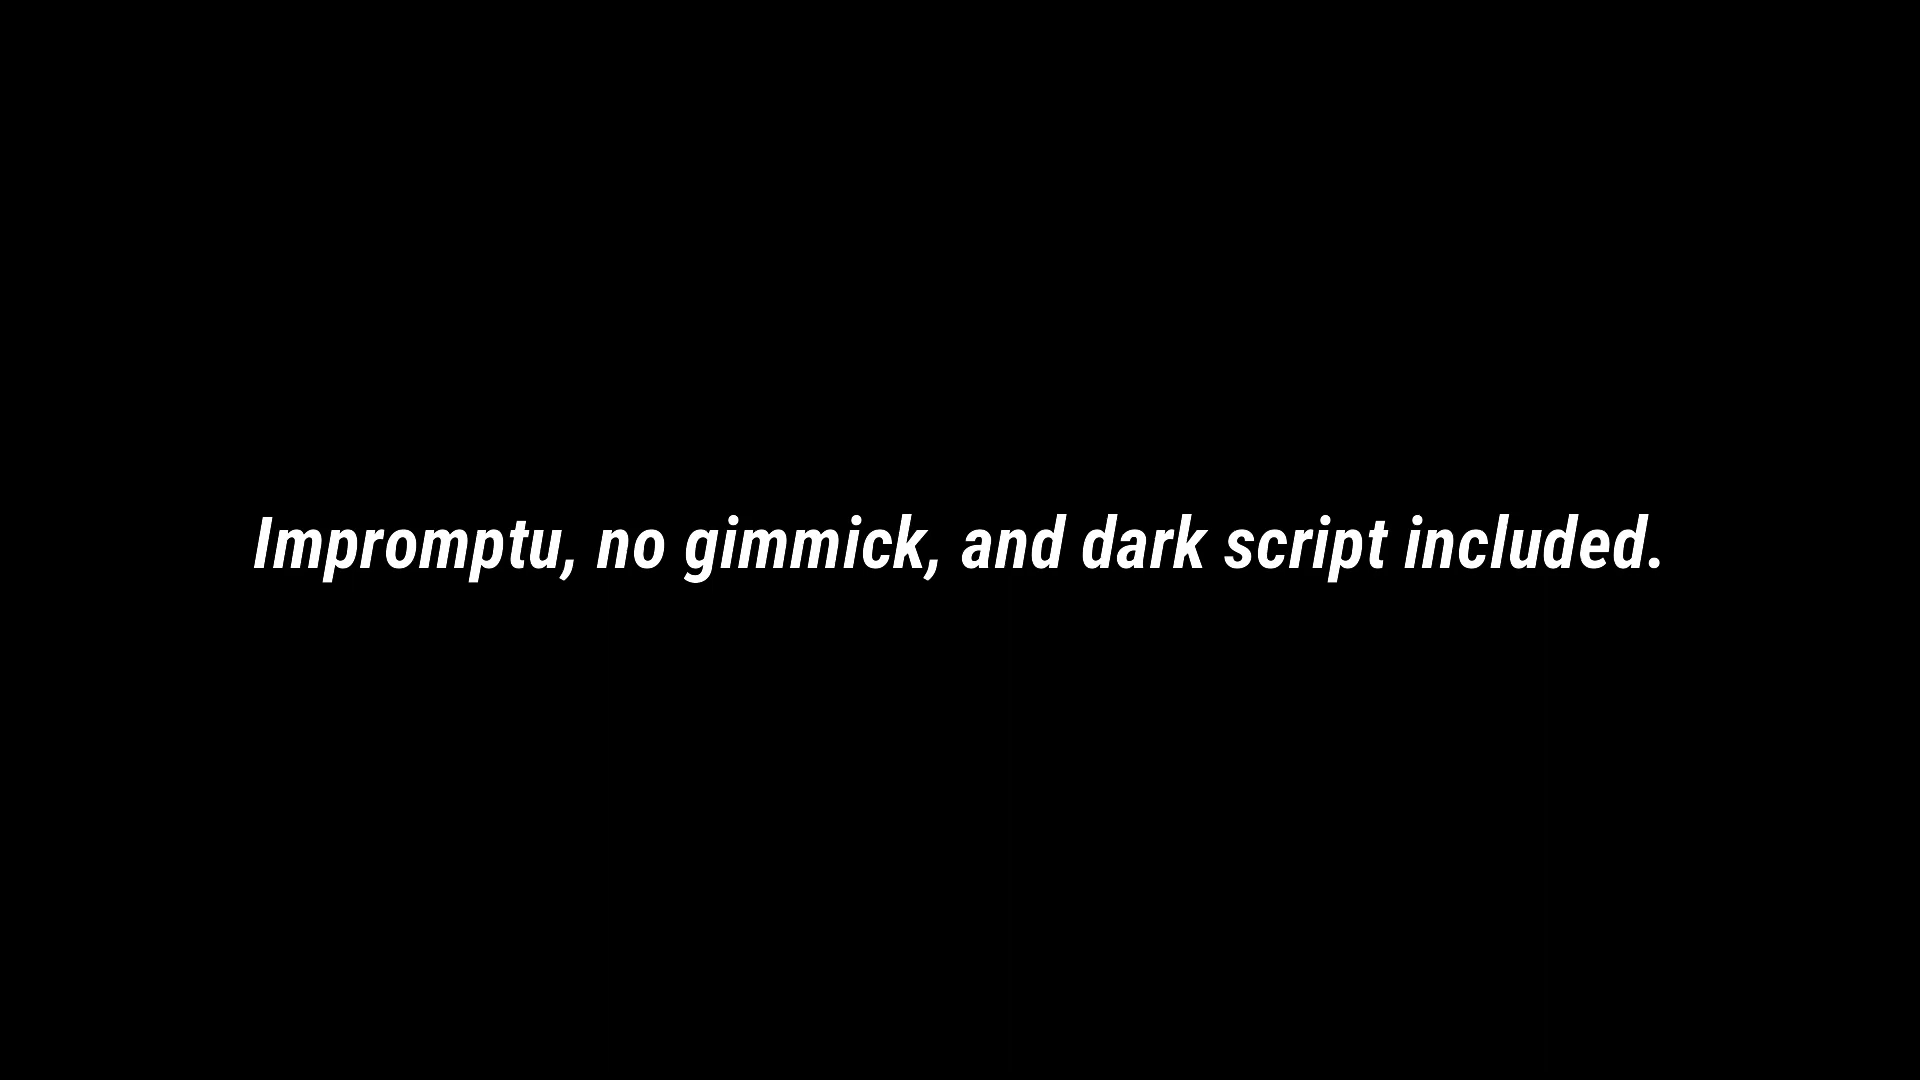 Impromptu, no gimmick, and dark script included.